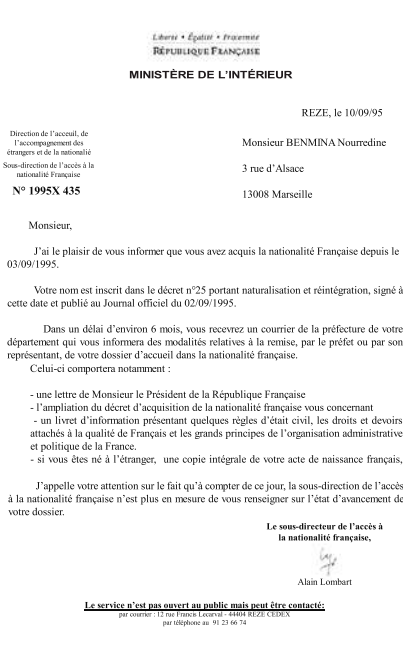 Liberté • Égalité • Fraternité
RÉPUBLIQUE FRANÇAISE
MINISTÈRE DE L'INTÉRIEUR
REZE, le 10/09/95
Direction de l'acceuil, de
l'accompagnement des
étrangers et de la nationalié
Sous-direction de l'accès à la
nationalité Française
N° 1995X 435
Monsieur BENMINA Nourredine
3 rue d'Alsace
13008 Marseille
Monsieur,
J'ai le plaisir de vous informer que vous avez acquis la nationalité Française depuis le
03/09/1995.
Votre nom est inscrit dans le décret n°25 portant naturalisation et réintégration, signé à
cette date et publié au Journal officiel du 02/09/1995.
Dans un délai d'environ 6 mois, vous recevrez un courrier de la préfecture de votre
département qui vous informera des modalités relatives à la remise, par le préfet ou par son
représentant, de votre dossier d'accueil dans la nationalité française.
Celui-ci comportera notamment :
- une lettre de Monsieur le Président de la République Française
- l'ampliation du décret d'acquisition de la nationalité française vous concernant
- un livret d'information présentant quelques règles d'était civil, les droits et devoirs
attachés à la qualité de Français et les grands principes de l'organisation administrative
et politique de la France.
- si vous êtes né à l'étranger, une copie intégrale de votre acte de naissance français,
J'appelle votre attention sur le fait qu'à compter de ce jour, la sous-direction de l'accès
à la nationalité française n'est plus en mesure de vous renseigner sur l'état d'avancement de
votre dossier.
Le sous-directeur de l'accès à
la nationalité française,
Alain Lombart
Le service n'est pas ouvert au public mais peut être contacté:
par courrier : 12 rue Francis Lecarval - 44404 REZE CEDEX
par téléphone au 91 23 66 74